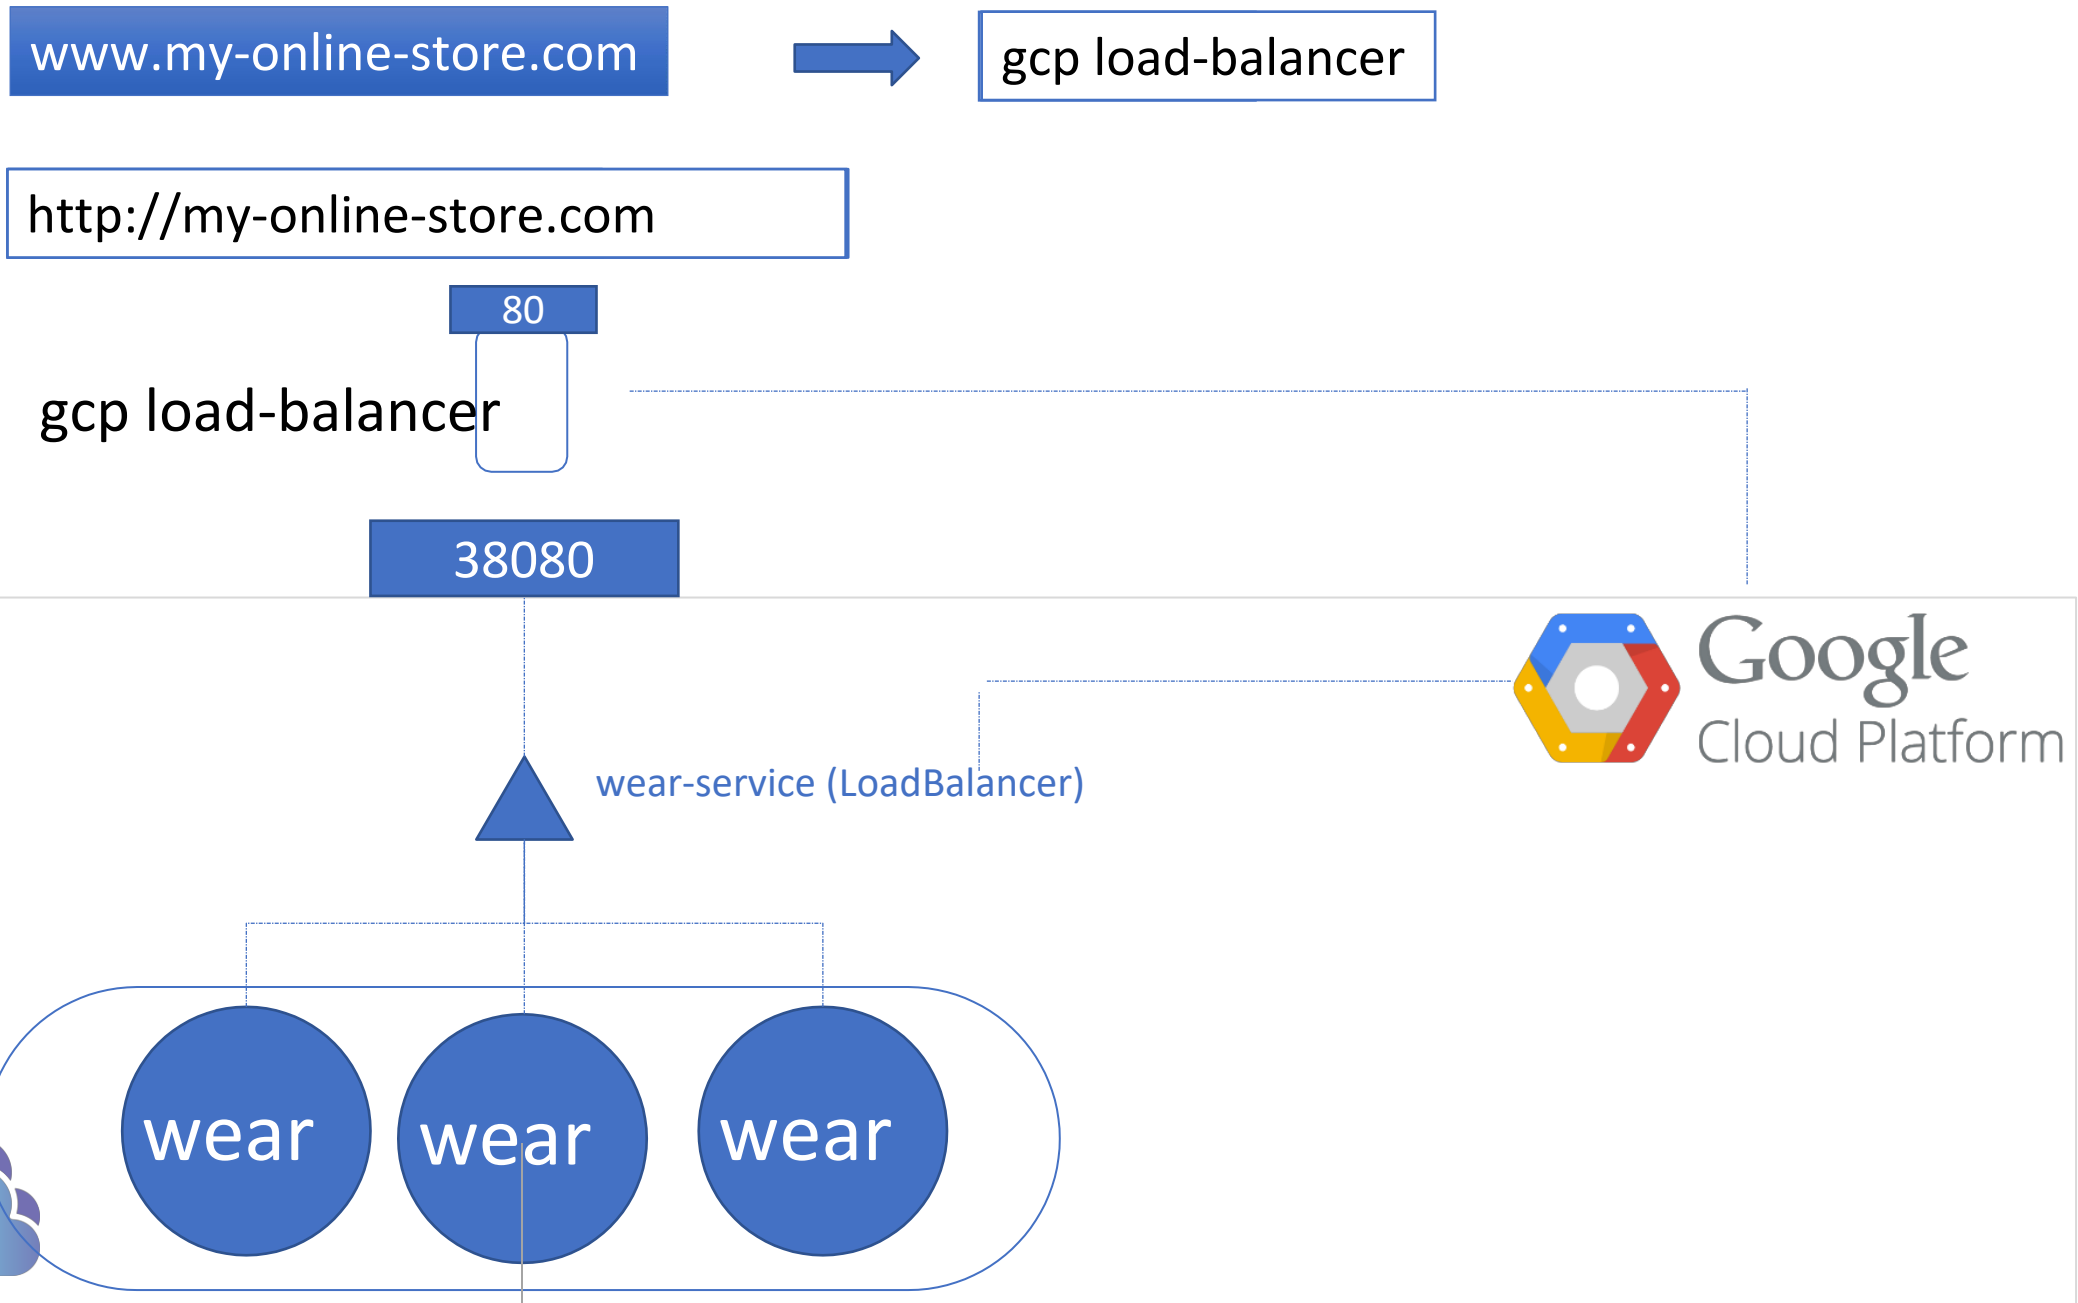 www.my-online-store.com
gcp load-balancer
http://my-online-store.com
80
gcp load-balancer
38080
Google
Cloud Platform
wear-service (LoadBalancer)
wear
wear
wear